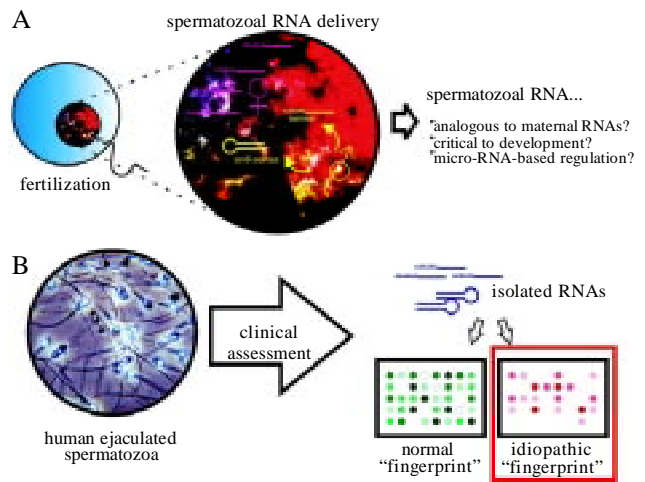 A
spermatozoal RNA delivery
fertilization
spermatozoal RNA...
analogous to maternal RNAs?
critical to development?
micro-RNA-based regulation?
B
human ejaculated
spermatozoa
clinical
assessment
isolated RNAs
normal
“fingerprint”
idiopathic
“fingerprint”